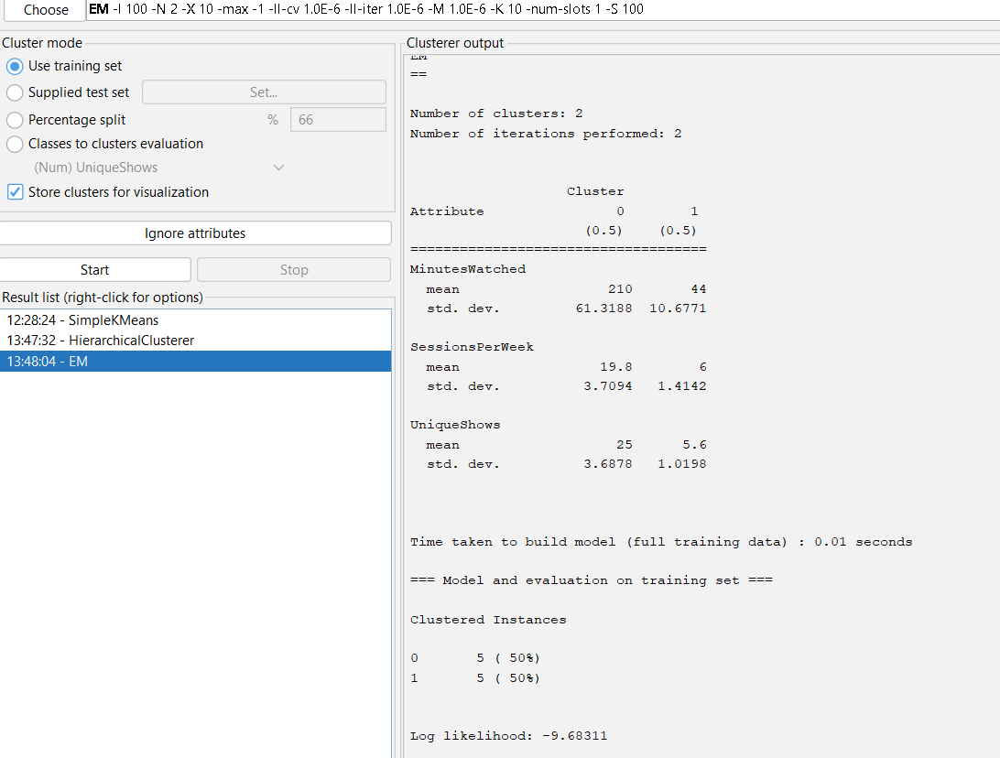 Choose EM -I 100 -N 2 -X 10 -max -1 -ll-cv 1.0E-6 -ll-iter 1.0E-6 -M 1.0E-6 -K 10 -num-slots 1 -S 100
Cluster mode
Use training set
Supplied test set Set...
Percentage split % 66
Classes to clusters evaluation
(Num) UniqueShows
Store clusters for visualization
Ignore attributes
Start Stop
Result list (right-click for options)
12:28:24 - SimpleKMeans
13:47:32 - HierarchicalClusterer
13:48:04 - EM
Clusterer output
EM
==
Number of clusters: 2
Number of iterations performed: 2
Cluster
Attribute 0 1
(0.5) (0.5)
====================================
MinutesWatched
mean 210 44
std. dev. 61.3188 10.6771
SessionsPerWeek
mean 19.8 6
std. dev. 3.7094 1.4142
UniqueShows
mean 25 5.6
std. dev. 3.6878 1.0198
Time taken to build model (full training data) : 0.01 seconds
=== Model and evaluation on training set ===
Clustered Instances
0 5 ( 50%)
1 5 ( 50%)
Log likelihood: -9.68311